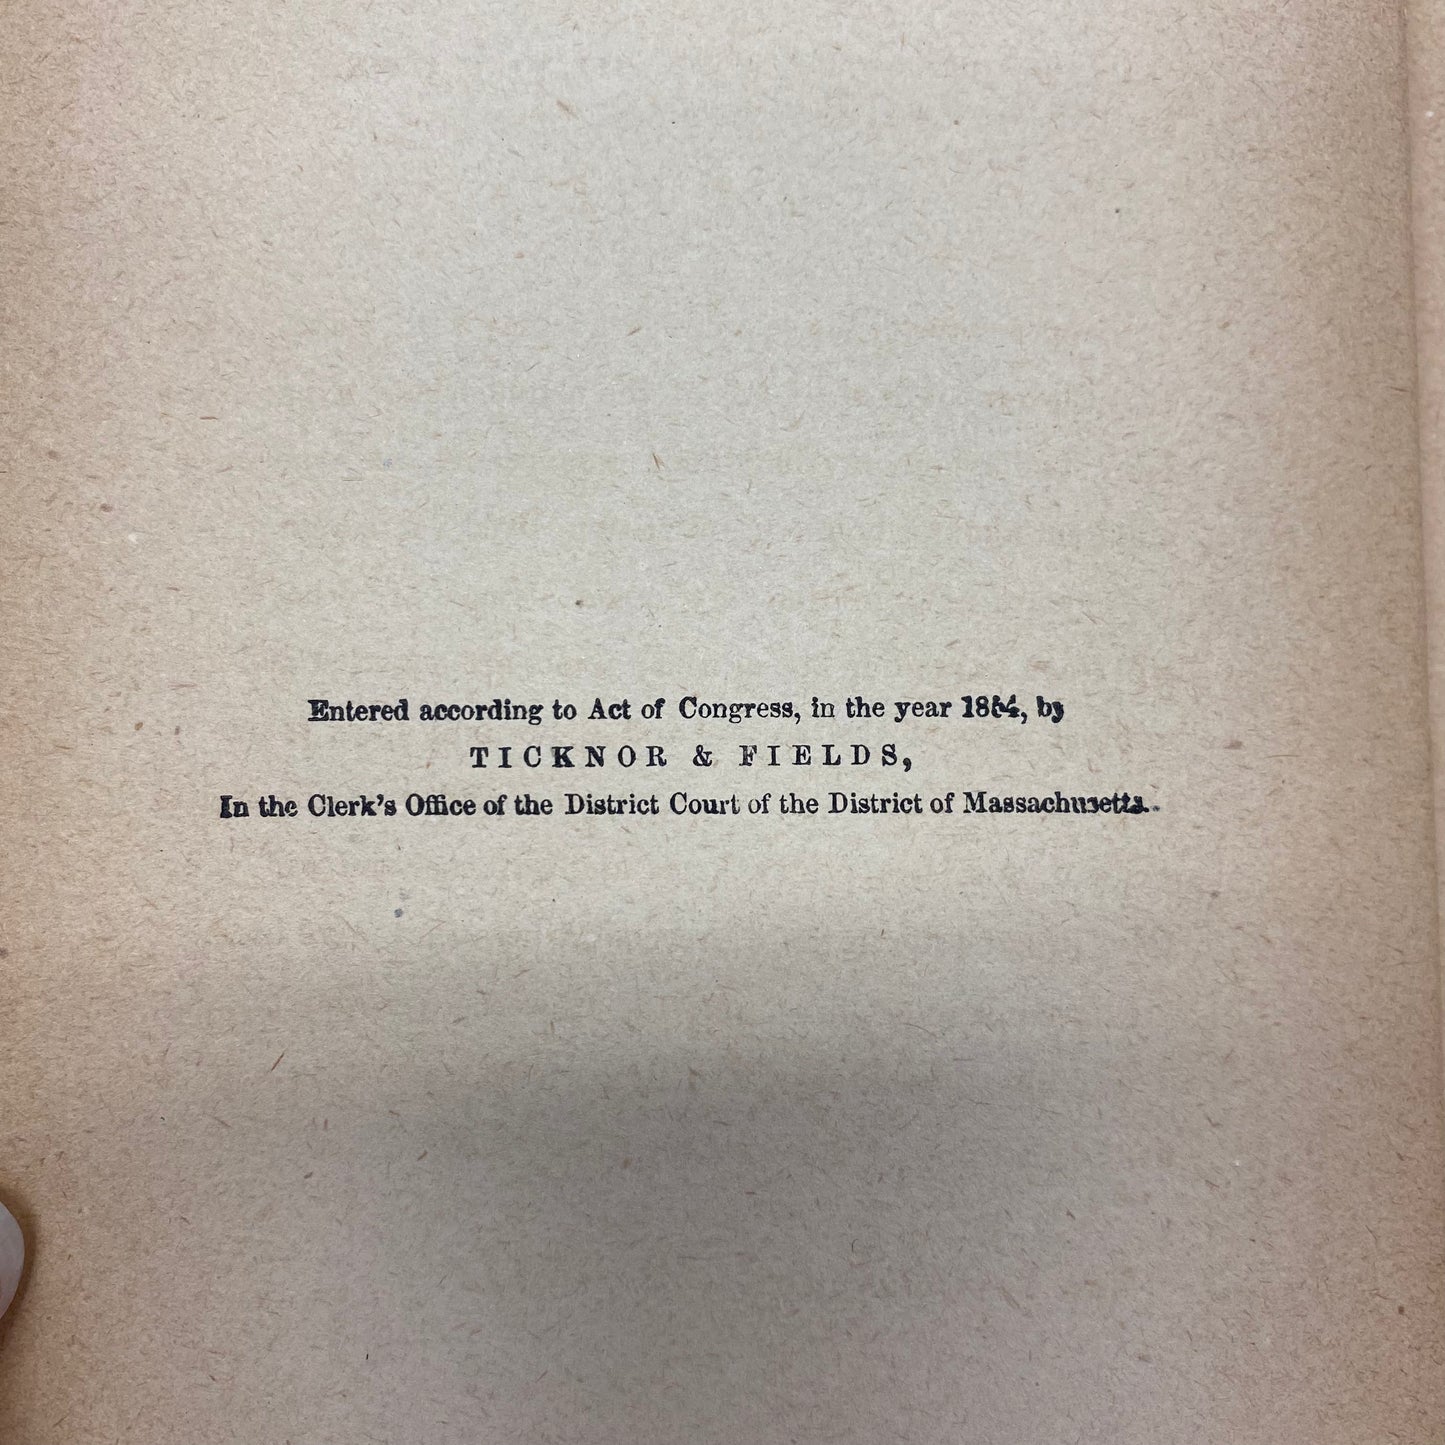 Entered according to Act of Congress, in the year 1854, by
TICKNOR & FIELDS,
In the Clerk's Office of the District Court of the District of Massachusetts.